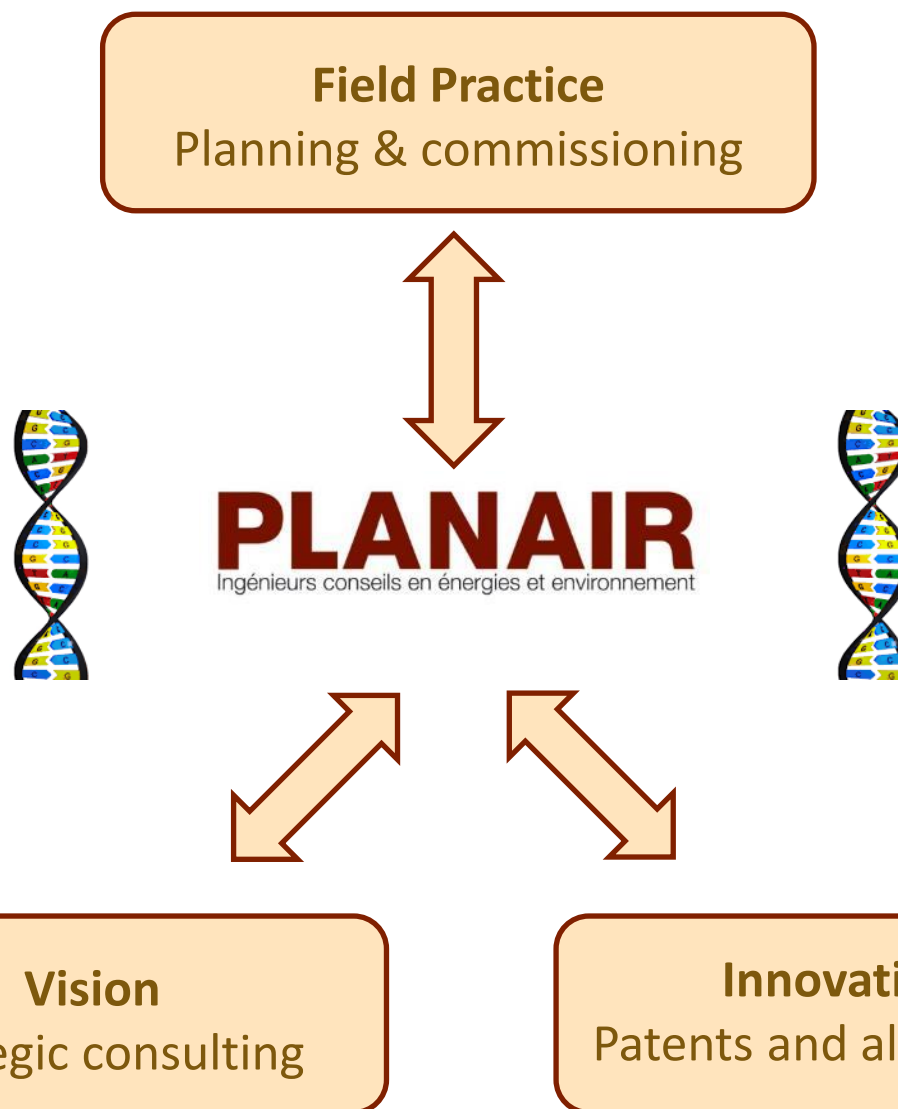 Field Practice
Planning & commissioning
PLANAIR
Ingénieurs conseils en énergies et environnement
Vision
egic consulting
Innovati
Patents and al